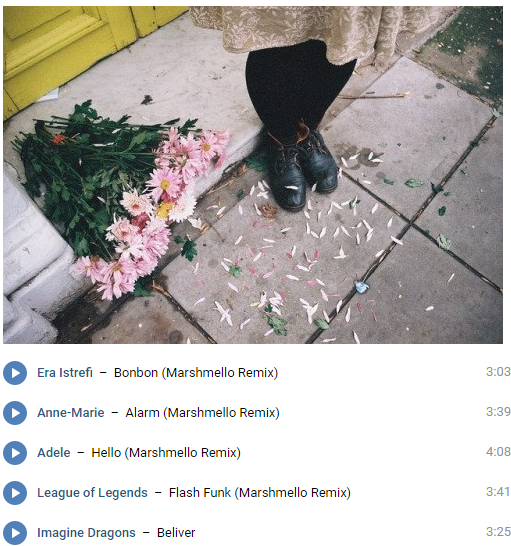 Era Istrefi – Bonbon (Marshmello Remix) 3:03
Anne-Marie – Alarm (Marshmello Remix) 3:39
Adele – Hello (Marshmello Remix) 4:08
League of Legends – Flash Funk (Marshmello Remix) 3:41
Imagine Dragons – Beliver 3:25